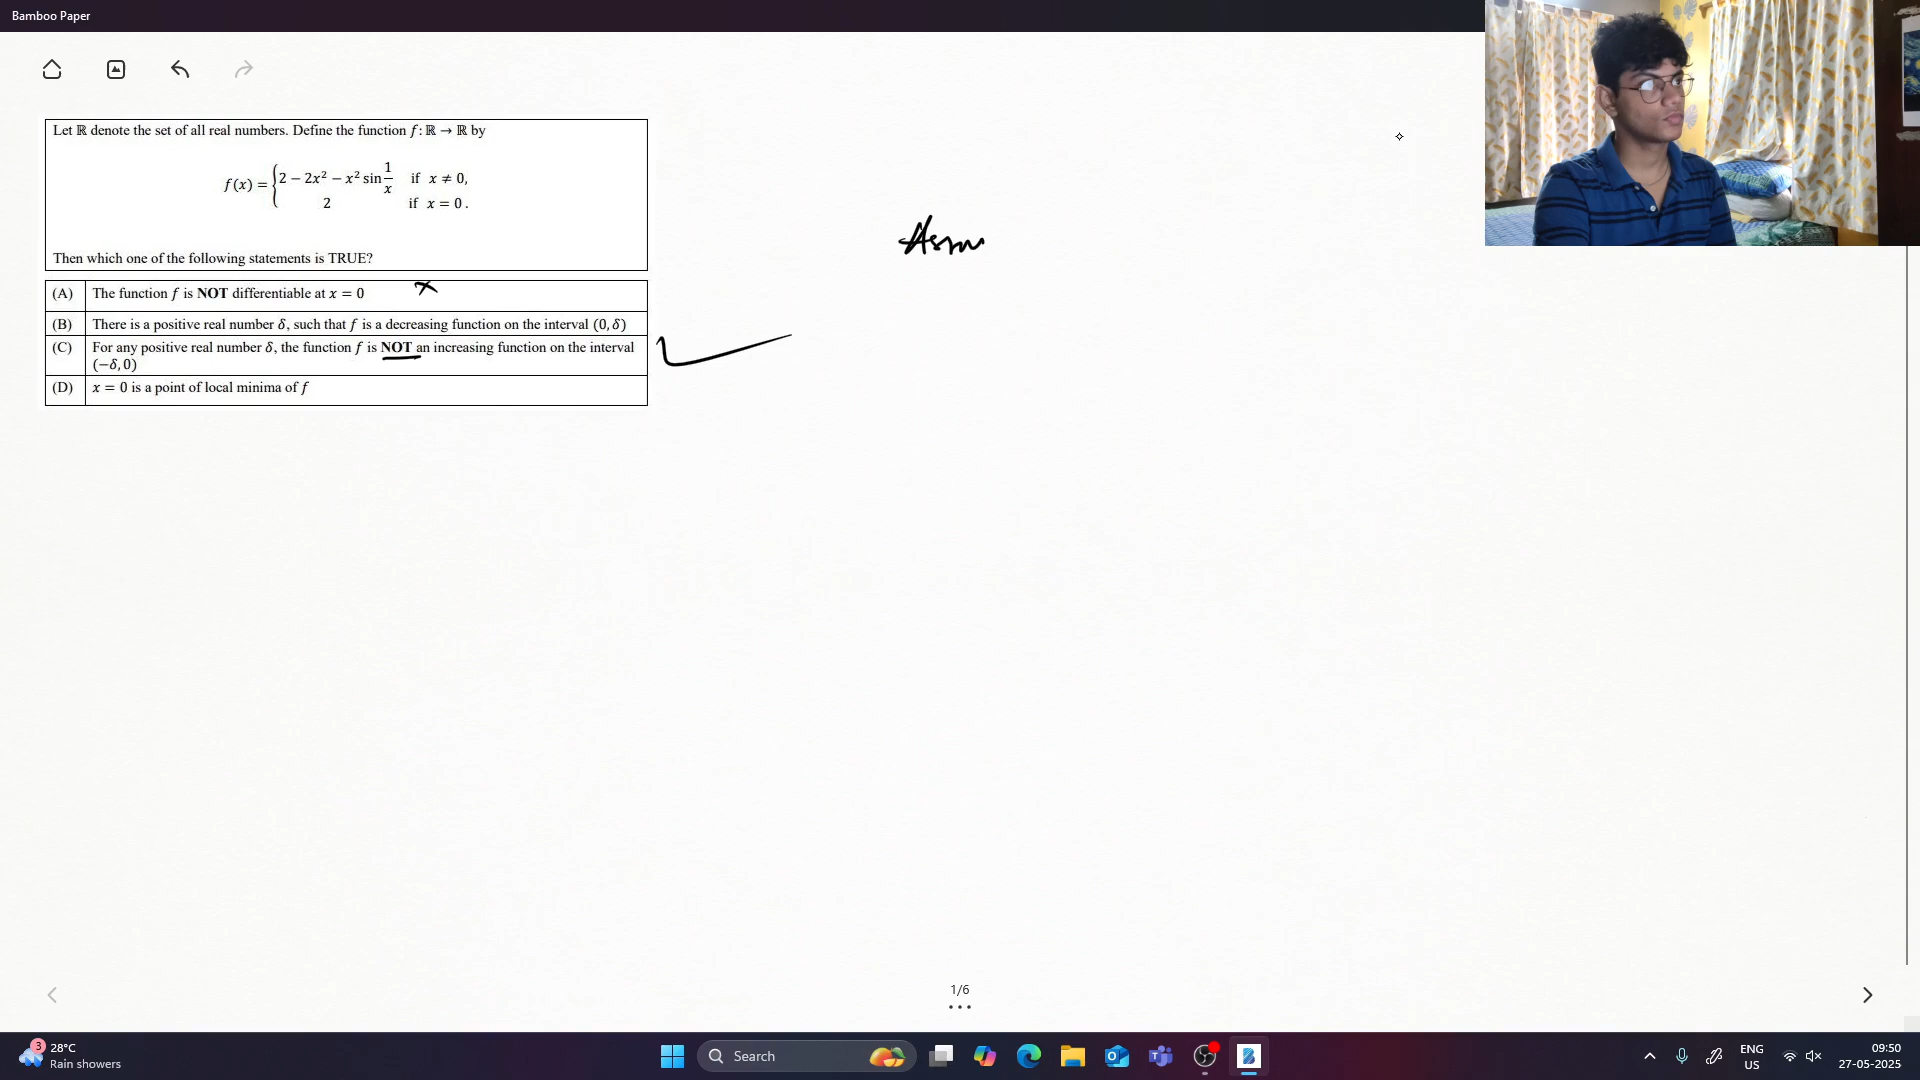 Bamboo Paper
Let ℝ denote the set of all real numbers. Define the function f: ℝ → ℝ by
f(x) = { 2 − 2x² − x² sin 1/x if x ≠ 0,
2 if x = 0 .
Then which one of the following statements is TRUE?
(A) The function f is NOT differentiable at x = 0
(B) There is a positive real number δ, such that f is a decreasing function on the interval (0, δ)
(C) For any positive real number δ, the function f is NOT an increasing function on the interval
(−δ, 0)
(D) x = 0 is a point of local minima of f
1/6
3
28°C
Rain showers
Search
ENG
US
09:50
27-05-2025